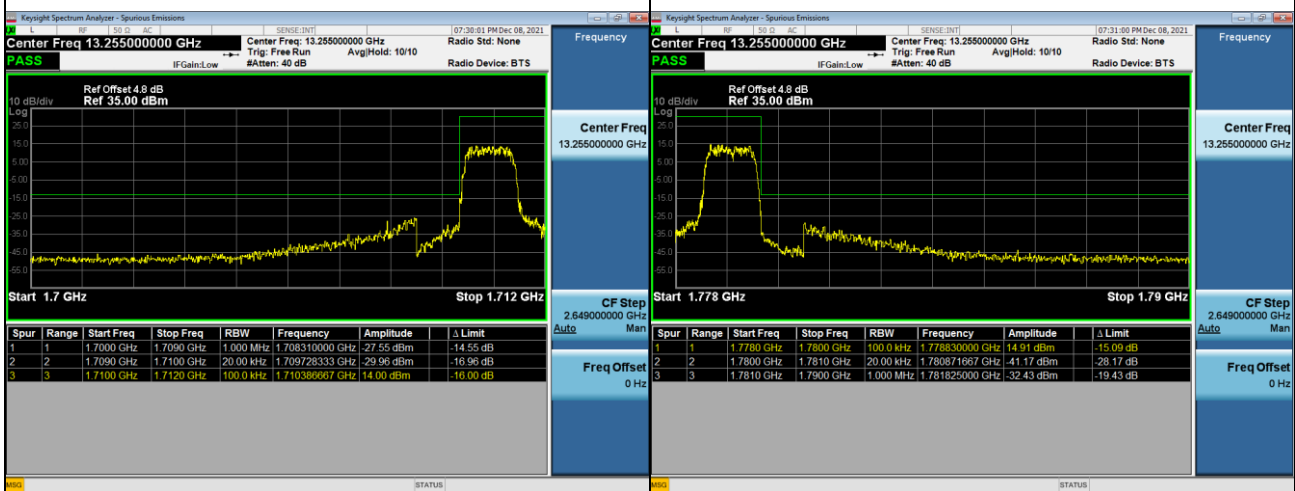 Keysight Spectrum Analyzer - Spurious Emissions
L RF 50 Ω AC SENSE:INT 07:30:01 PM Dec 08, 2021
Center Freq 13.255000000 GHz
Center Freq: 13.255000000 GHz
Radio Std: None
Trig: Free Run Avg|Hold: 10/10
PASS
IFGain:Low
#Atten: 40 dB
Radio Device: BTS
Ref Offset 4.8 dB
10 dB/div
Ref 35.00 dBm
Log
25.0
15.0
5.00
-5.00
-15.0
-25.0
-35.0
-45.0
-55.0
Start 1.7 GHz
Stop 1.712 GHz
Spur Range Start Freq Stop Freq RBW Frequency Amplitude Δ Limit
1 1 1.7000 GHz 1.7090 GHz 1.000 MHz 1.708310000 GHz -27.55 dBm -14.55 dB
2 2 1.7090 GHz 1.7100 GHz 20.00 kHz 1.709728333 GHz -29.96 dBm -16.96 dB
3 3 1.7100 GHz 1.7120 GHz 100.0 kHz 1.710386667 GHz 14.00 dBm -16.00 dB
MSG
STATUS
Frequency
Center Freq
13.255000000 GHz
CF Step
2.649000000 GHz
Auto Man
Freq Offset
0 Hz
Keysight Spectrum Analyzer - Spurious Emissions
L RF 50 Ω AC SENSE:INT 07:31:00 PM Dec 08, 2021
Center Freq 13.255000000 GHz
Center Freq: 13.255000000 GHz
Radio Std: None
Trig: Free Run Avg|Hold: 10/10
PASS
IFGain:Low
#Atten: 40 dB
Radio Device: BTS
Ref Offset 4.8 dB
10 dB/div
Ref 35.00 dBm
Log
25.0
15.0
5.00
-5.00
-15.0
-25.0
-35.0
-45.0
-55.0
Start 1.778 GHz
Stop 1.79 GHz
Spur Range Start Freq Stop Freq RBW Frequency Amplitude Δ Limit
1 1 1.7780 GHz 1.7800 GHz 100.0 kHz 1.778830000 GHz 14.91 dBm -15.09 dB
2 2 1.7800 GHz 1.7810 GHz 20.00 kHz 1.780871667 GHz -41.17 dBm -28.17 dB
3 3 1.7810 GHz 1.7900 GHz 1.000 MHz 1.781825000 GHz -32.43 dBm -19.43 dB
MSG
STATUS
Frequency
Center Freq
13.255000000 GHz
CF Step
2.649000000 GHz
Auto Man
Freq Offset
0 Hz